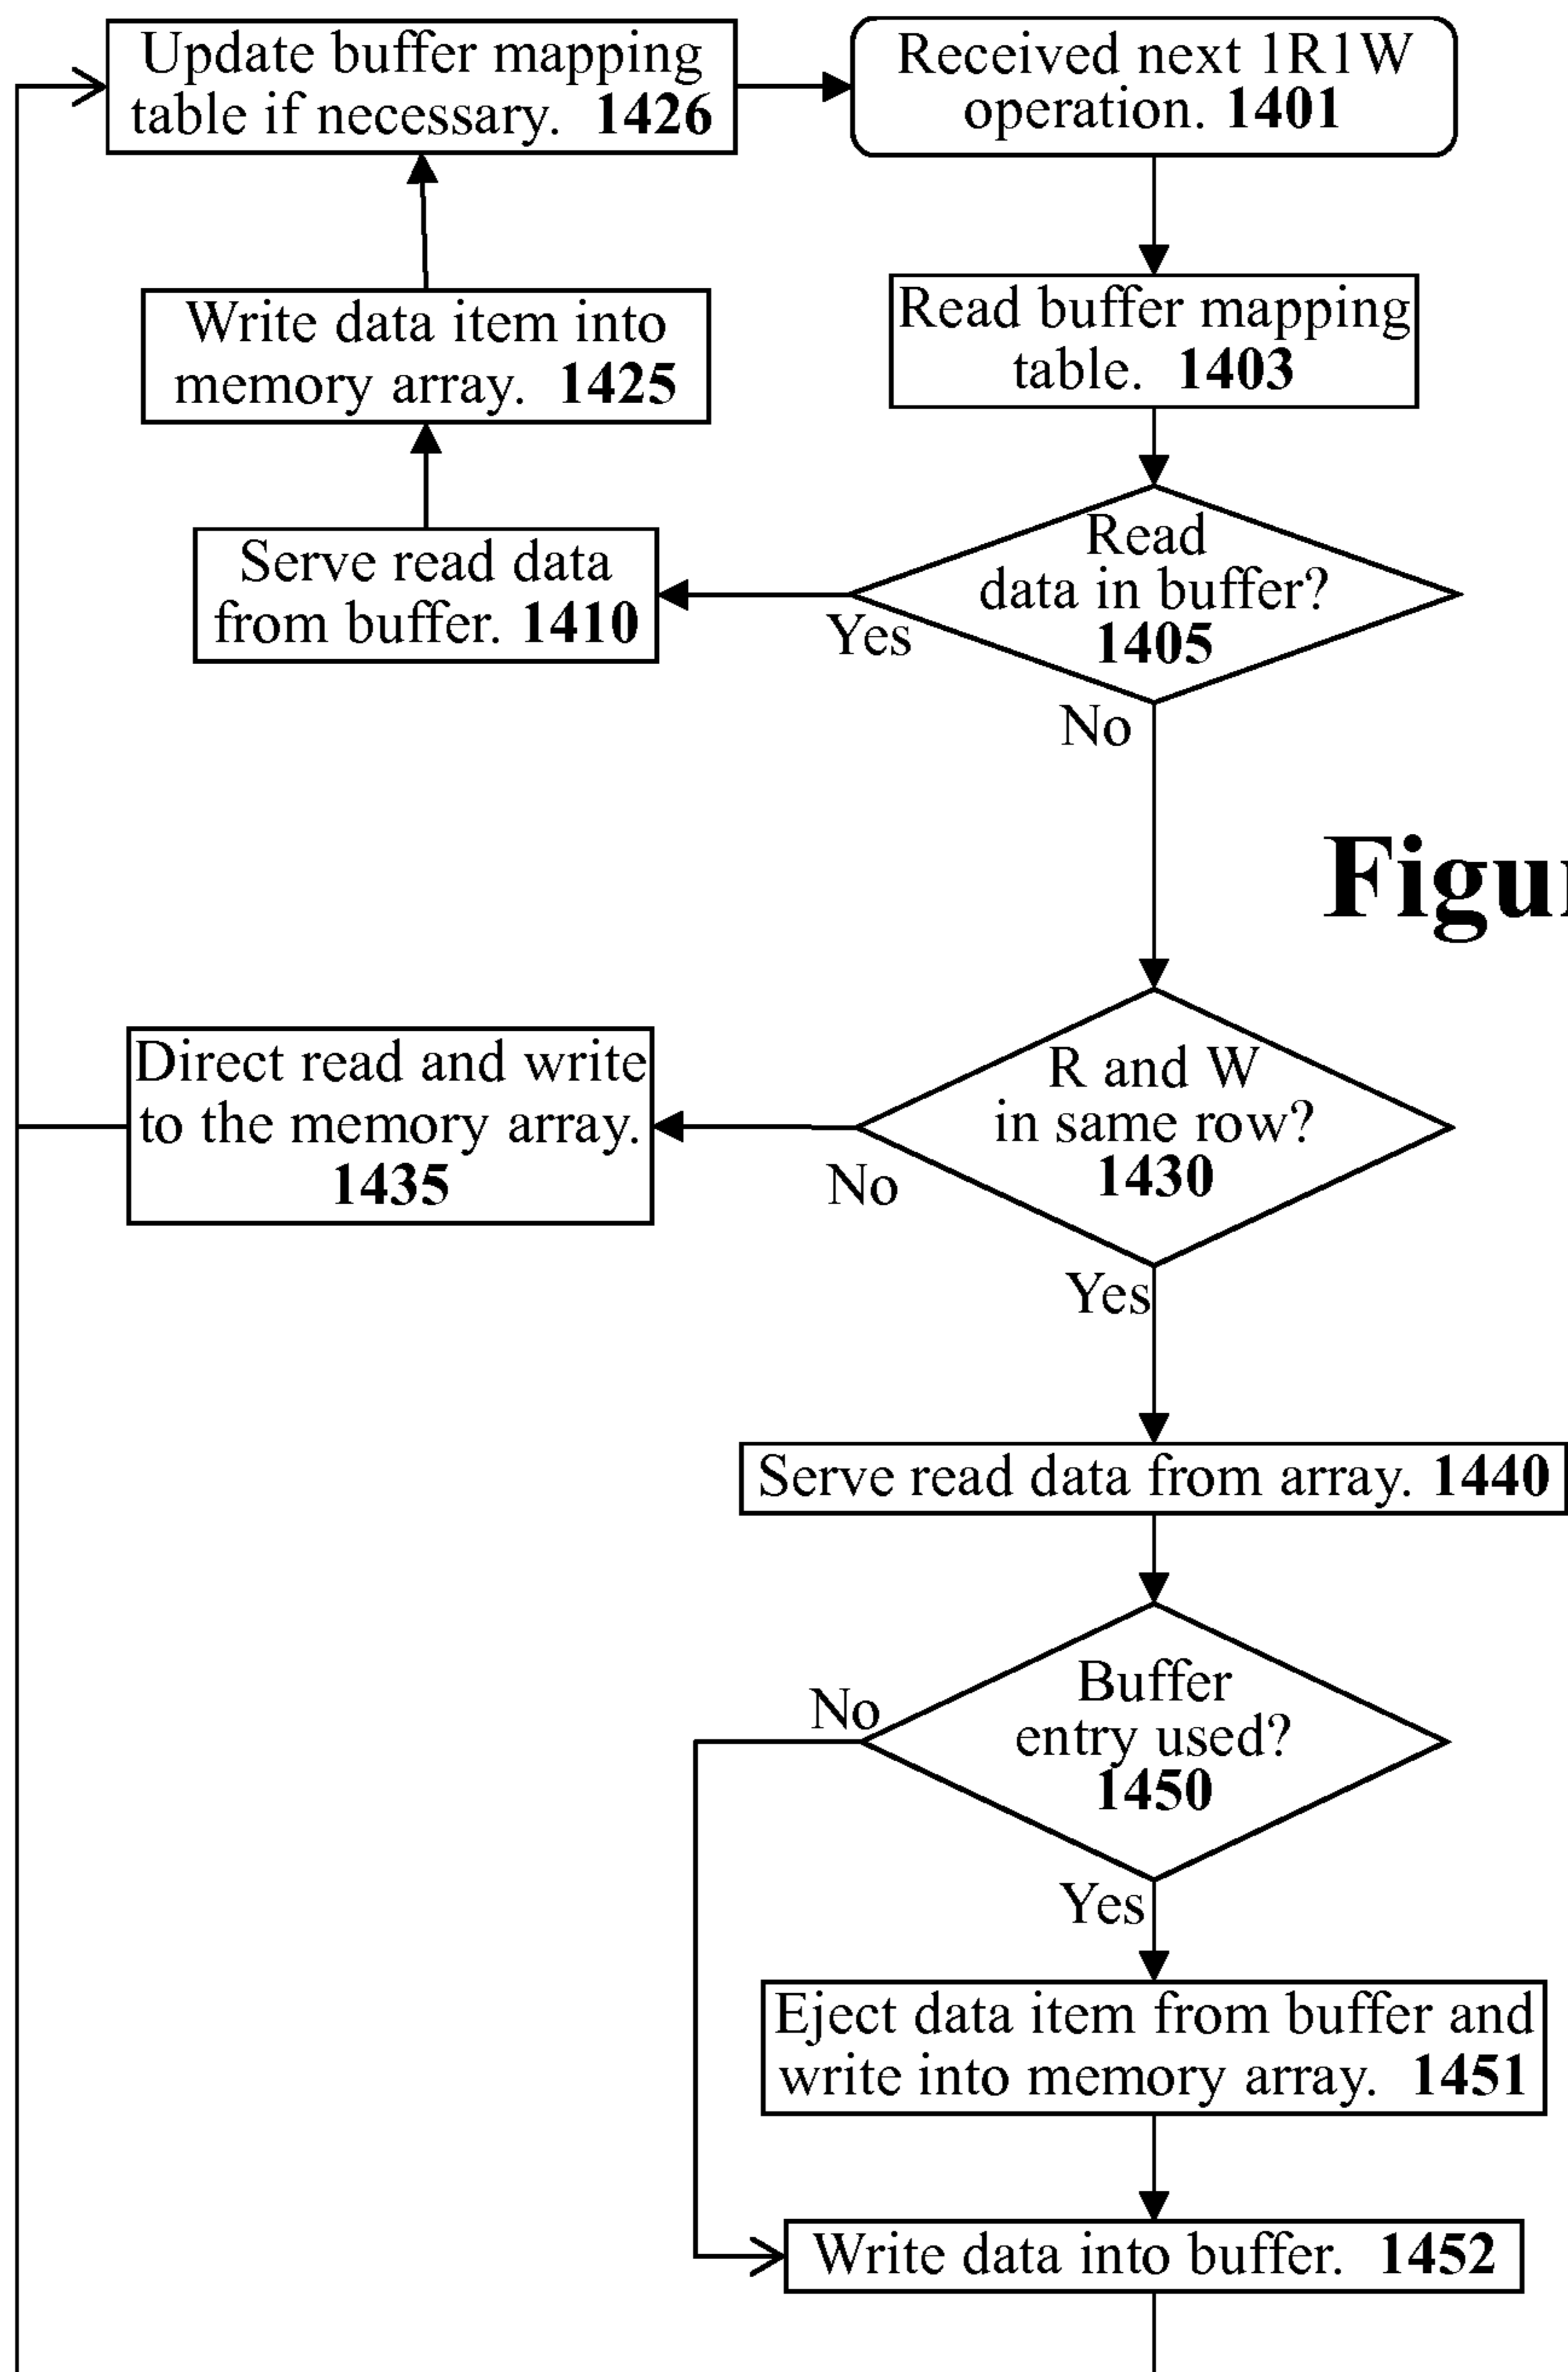 Update buffer mapping
table if necessary. 1426
Received next 1R1W
operation. 1401
Read buffer mapping
table. 1403
Write data item into
memory array. 1425
Read
data in buffer?
1405
Yes
No
Serve read data
from buffer. 1410
Figur
R and W
in same row?
1430
No
Yes
Direct read and write
to the memory array.
1435
Serve read data from array. 1440
Buffer
entry used?
1450
No
Yes
Eject data item from buffer and
write into memory array. 1451
Write data into buffer. 1452